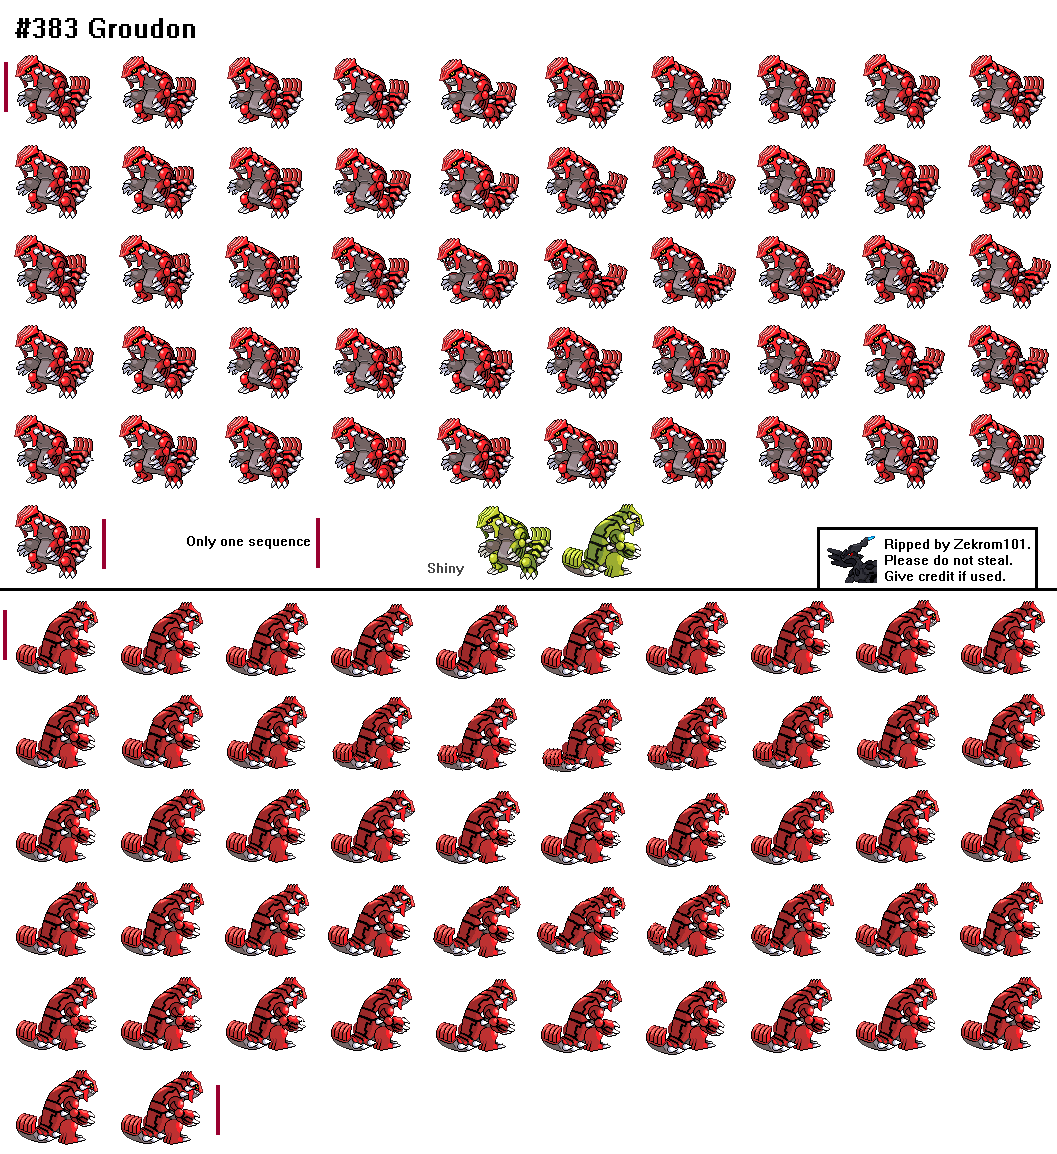 #383 Groudon
Only one sequence
Shiny
Ripped by Zekrom101.
Please do not steal.
Give credit if used.